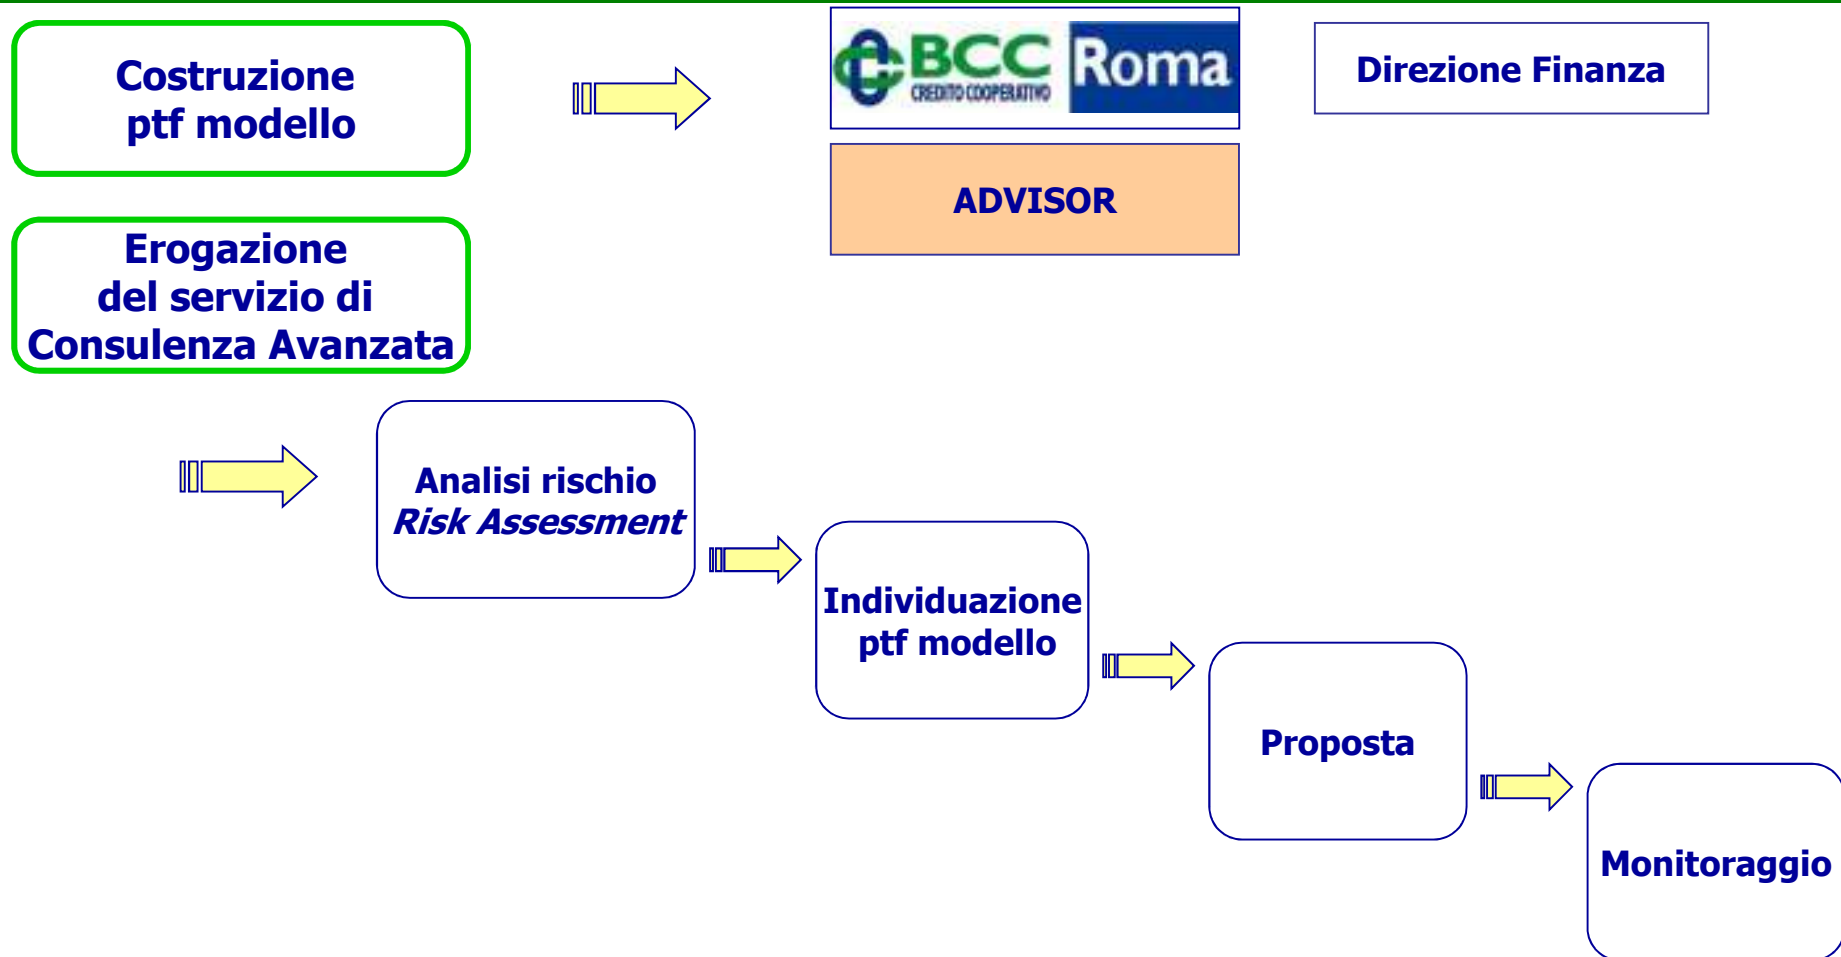 Costruzione
ptf modello
BCC Roma
CREDITO COOPERATIVO
Direzione Finanza
ADVISOR
Erogazione
del servizio di
Consulenza Avanzata
Analisi rischio
Risk Assessment
Individuazione
ptf modello
Proposta
Monitoraggio